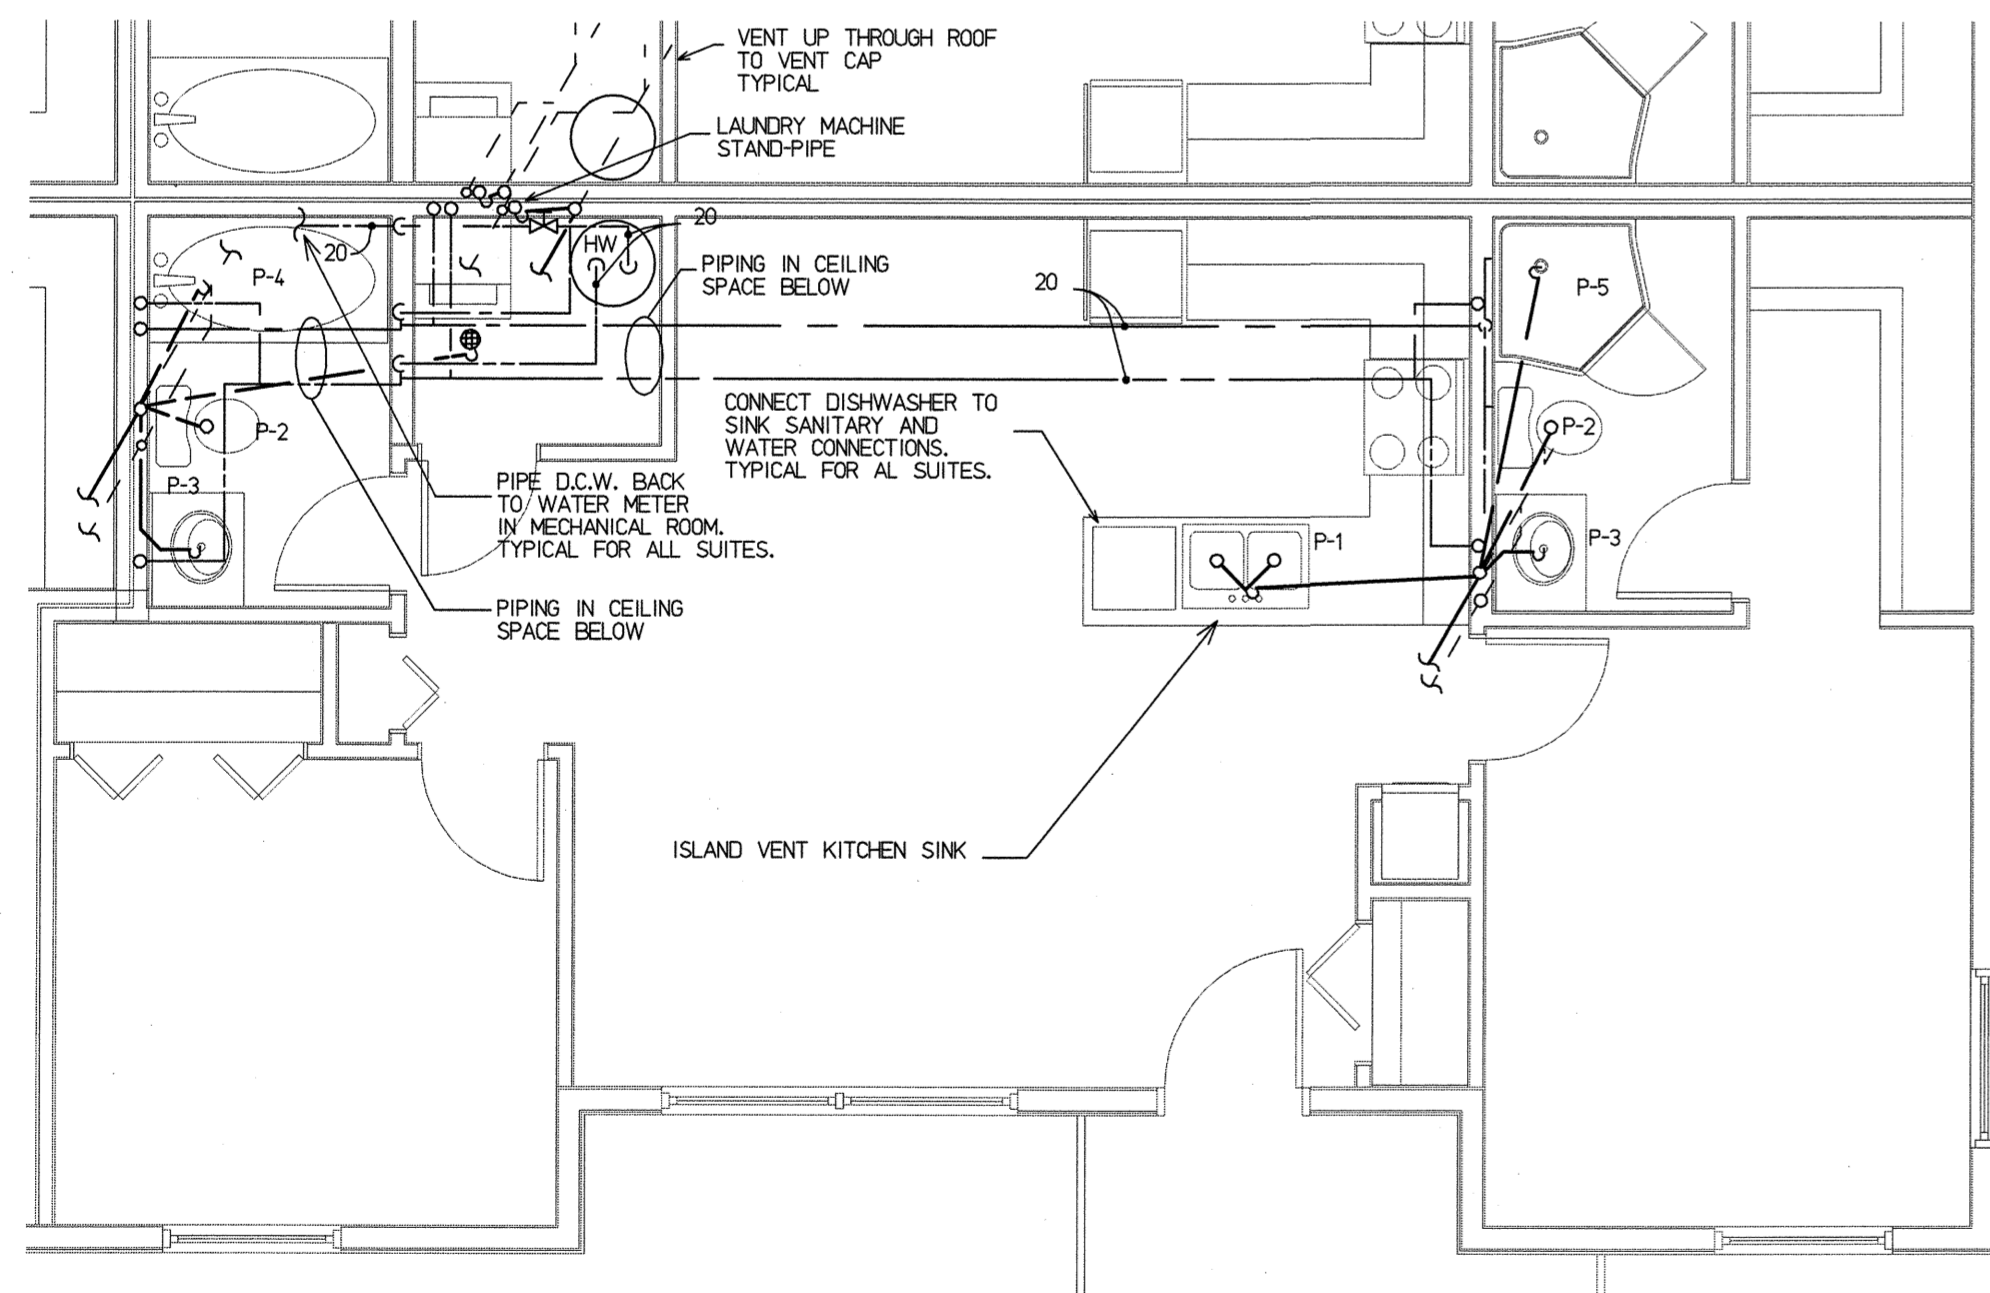 VENT UP THROUGH ROOF
TO VENT CAP
TYPICAL
LAUNDRY MACHINE
STAND-PIPE
20
20
HW
P-4
PIPING IN CEILING
SPACE BELOW
20
P-5
CONNECT DISHWASHER TO
SINK SANITARY AND
WATER CONNECTIONS.
TYPICAL FOR AL SUITES.
P-2
P-2
P-3
PIPE D.C.W. BACK
TO WATER METER
IN MECHANICAL ROOM.
TYPICAL FOR ALL SUITES.
P-1
P-3
PIPING IN CEILING
SPACE BELOW
ISLAND VENT KITCHEN SINK